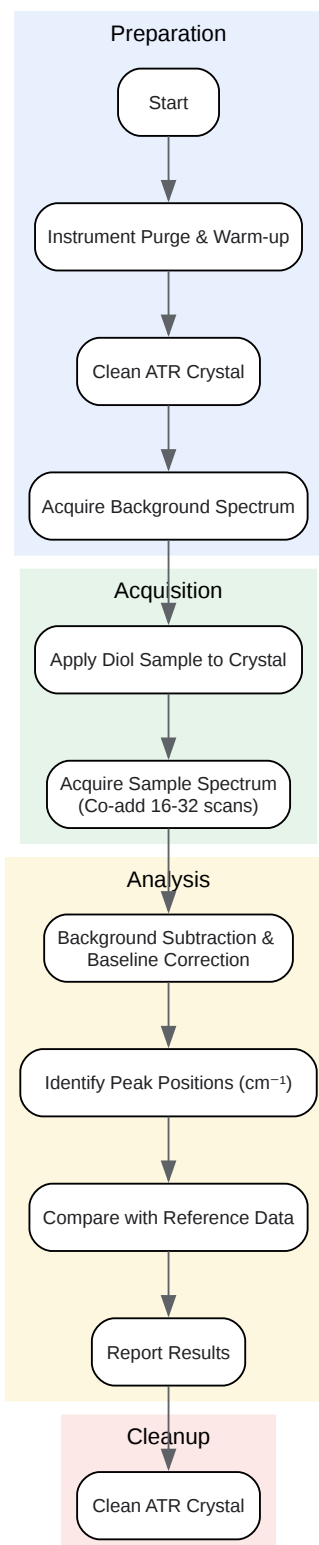 Preparation
Start
Instrument Purge & Warm-up
Clean ATR Crystal
Acquire Background Spectrum
Acquisition
Apply Diol Sample to Crystal
Acquire Sample Spectrum
(Co-add 16-32 scans)
Analysis
Background Subtraction &
Baseline Correction
Identify Peak Positions (cm⁻¹)
Compare with Reference Data
Report Results
Cleanup
Clean ATR Crystal